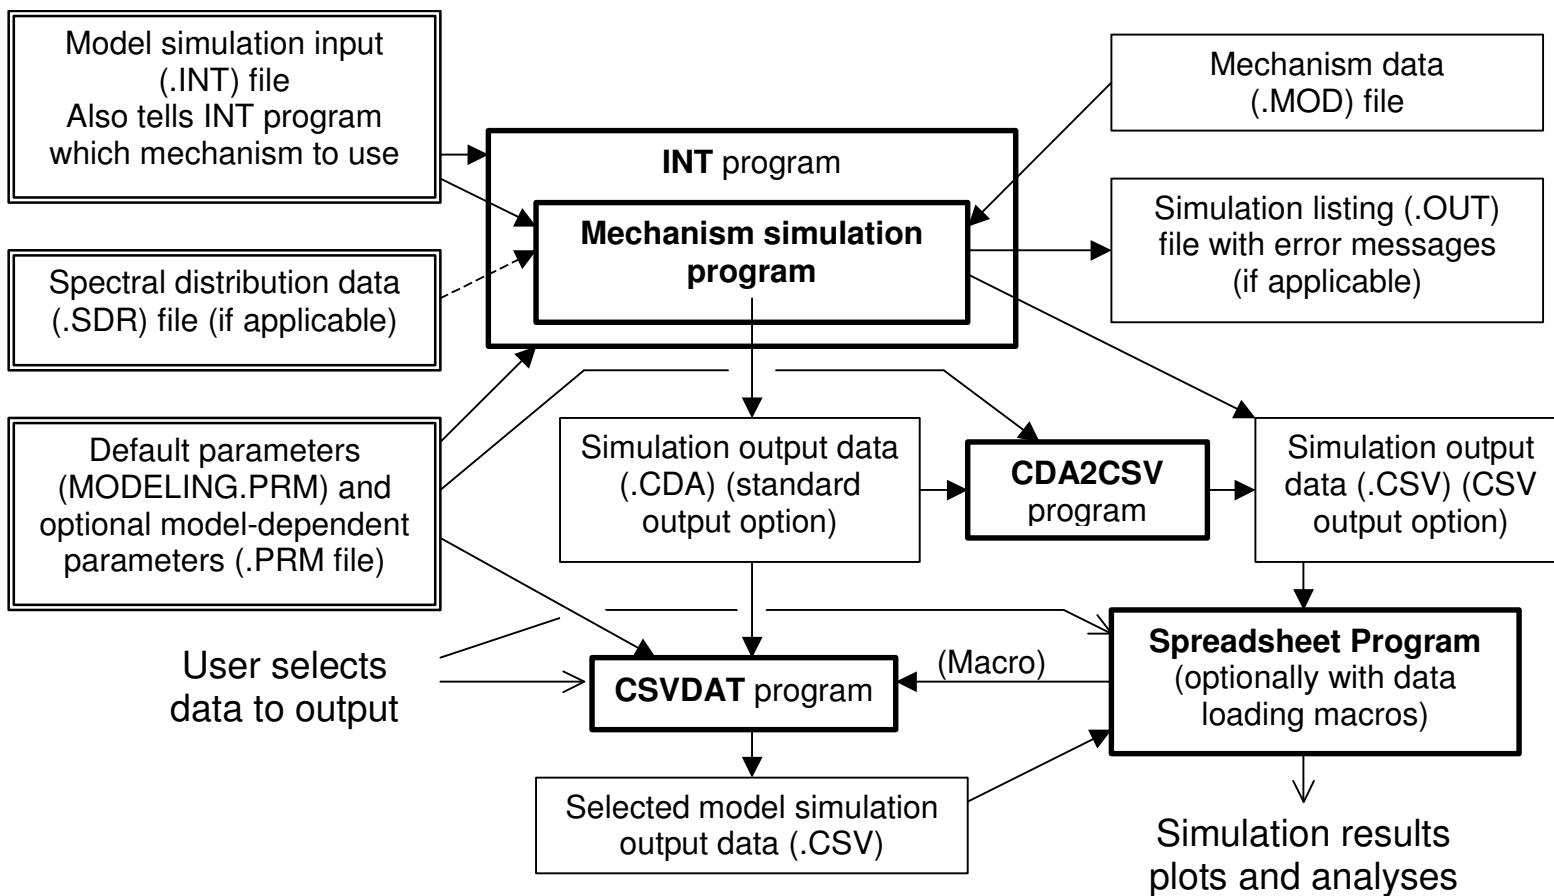 Model simulation input
(.INT) file
Also tells INT program
which mechanism to use
Mechanism data
(.MOD) file
INT program
Mechanism simulation
program
Simulation listing (.OUT)
file with error messages
(if applicable)
Spectral distribution data
(.SDR) file (if applicable)
Default parameters
(MODELING.PRM) and
optional model-dependent
parameters (.PRM file)
Simulation output data
(.CDA) (standard
output option)
CDA2CSV
program
Simulation output
data (.CSV) (CSV
output option)
User selects
data to output
CSVDAT program
(Macro)
Spreadsheet Program
(optionally with data
loading macros)
Selected model simulation
output data (.CSV)
Simulation results
plots and analyses